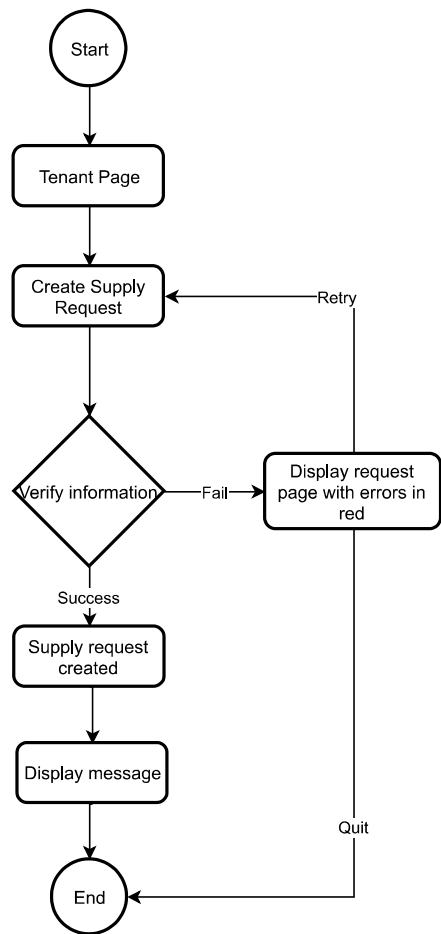 Start
Tenant Page
Create Supply
Request
Retry
Verify information
Fail
Display request
page with errors in
red
Success
Supply request
created
Display message
Quit
End